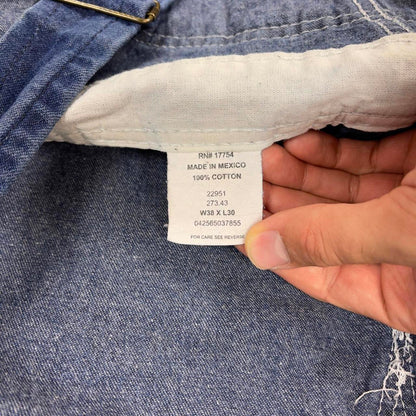 RN# 17754
MADE IN MEXICO
100% COTTON
22951
273.43
W38 X L30
042565037855
FOR CARE SEE REVERSE